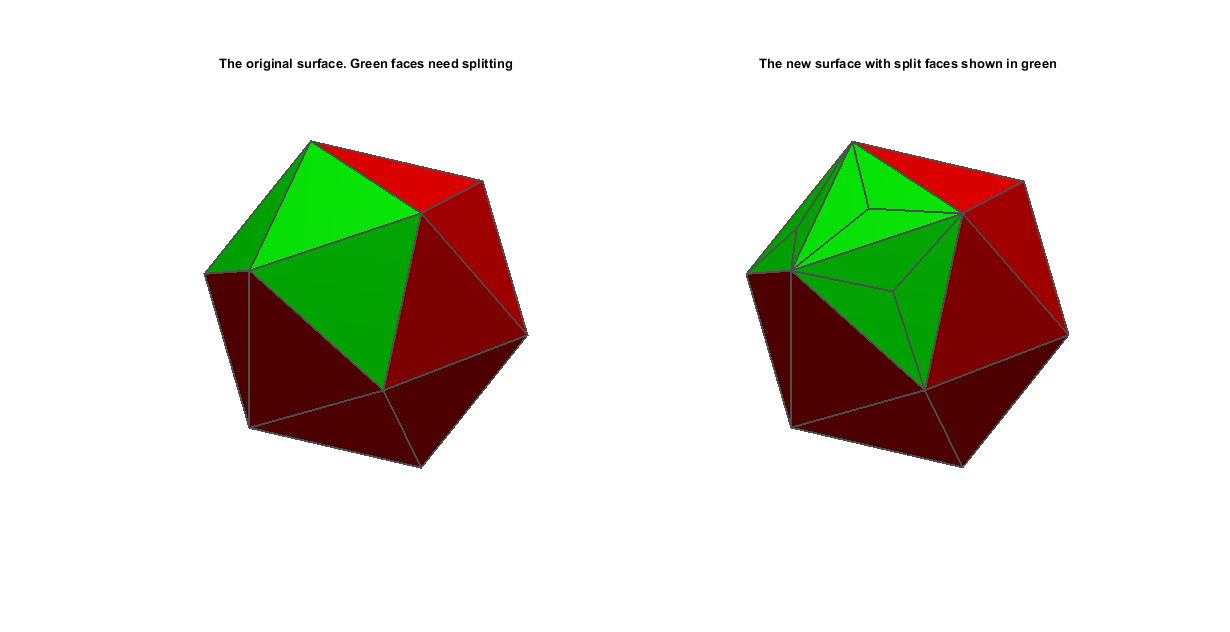 The original surface. Green faces need splitting
The new surface with split faces shown in green